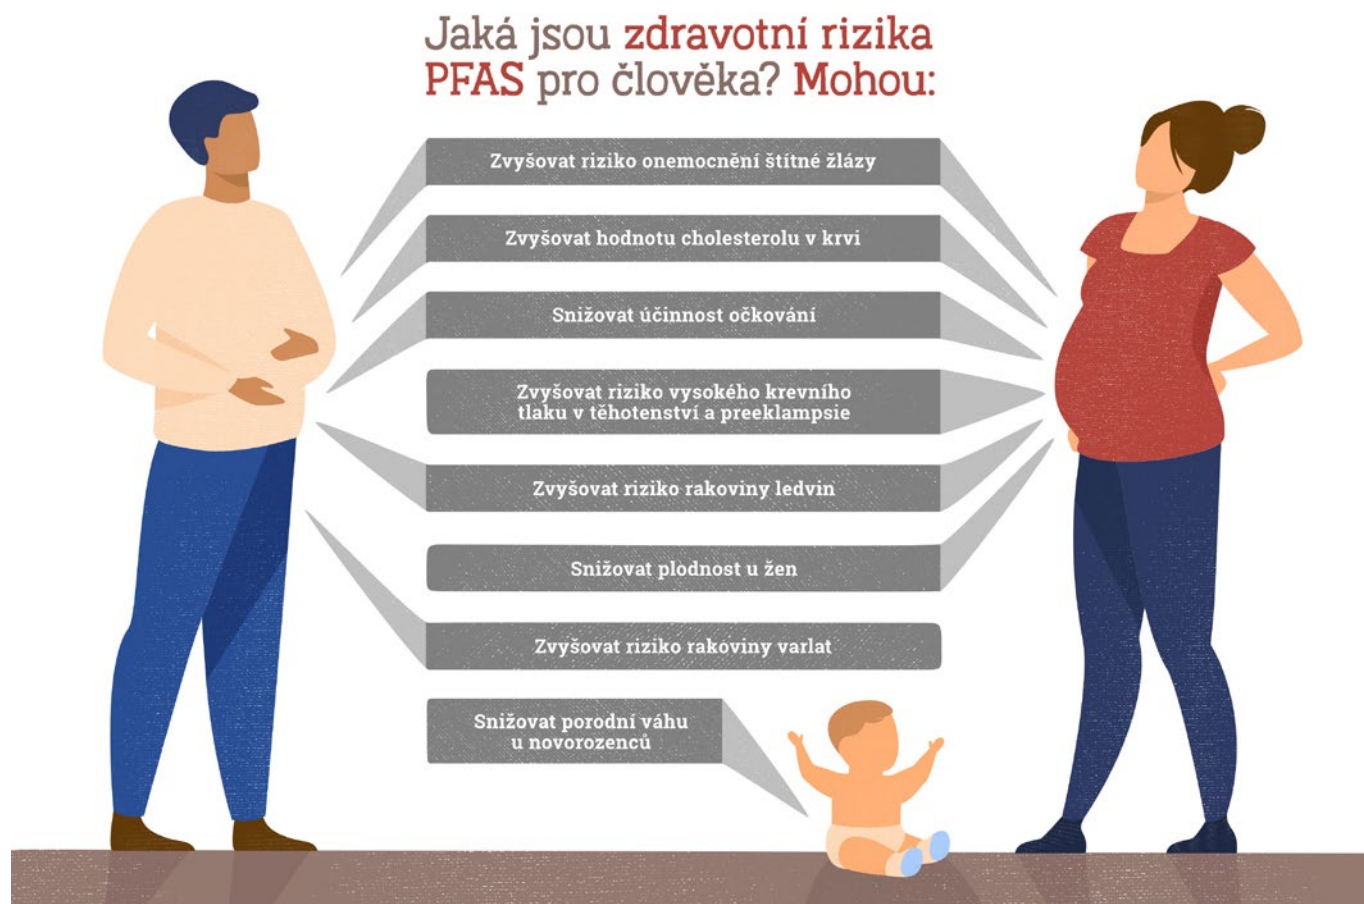 Jaká jsou zdravotní rizika
PFAS pro člověka? Mohou:
Zvyšovat riziko onemocnění štítné žlázy
Zvyšovat hodnotu cholesterolu v krvi
Snižovat účinnost očkování
Zvyšovat riziko vysokého krevního
tlaku v těhotenství a preeklampsie
Zvyšovat riziko rakoviny ledvin
Snižovat plodnost u žen
Zvyšovat riziko rakoviny varlat
Snižovat porodní váhu
u novorozenců